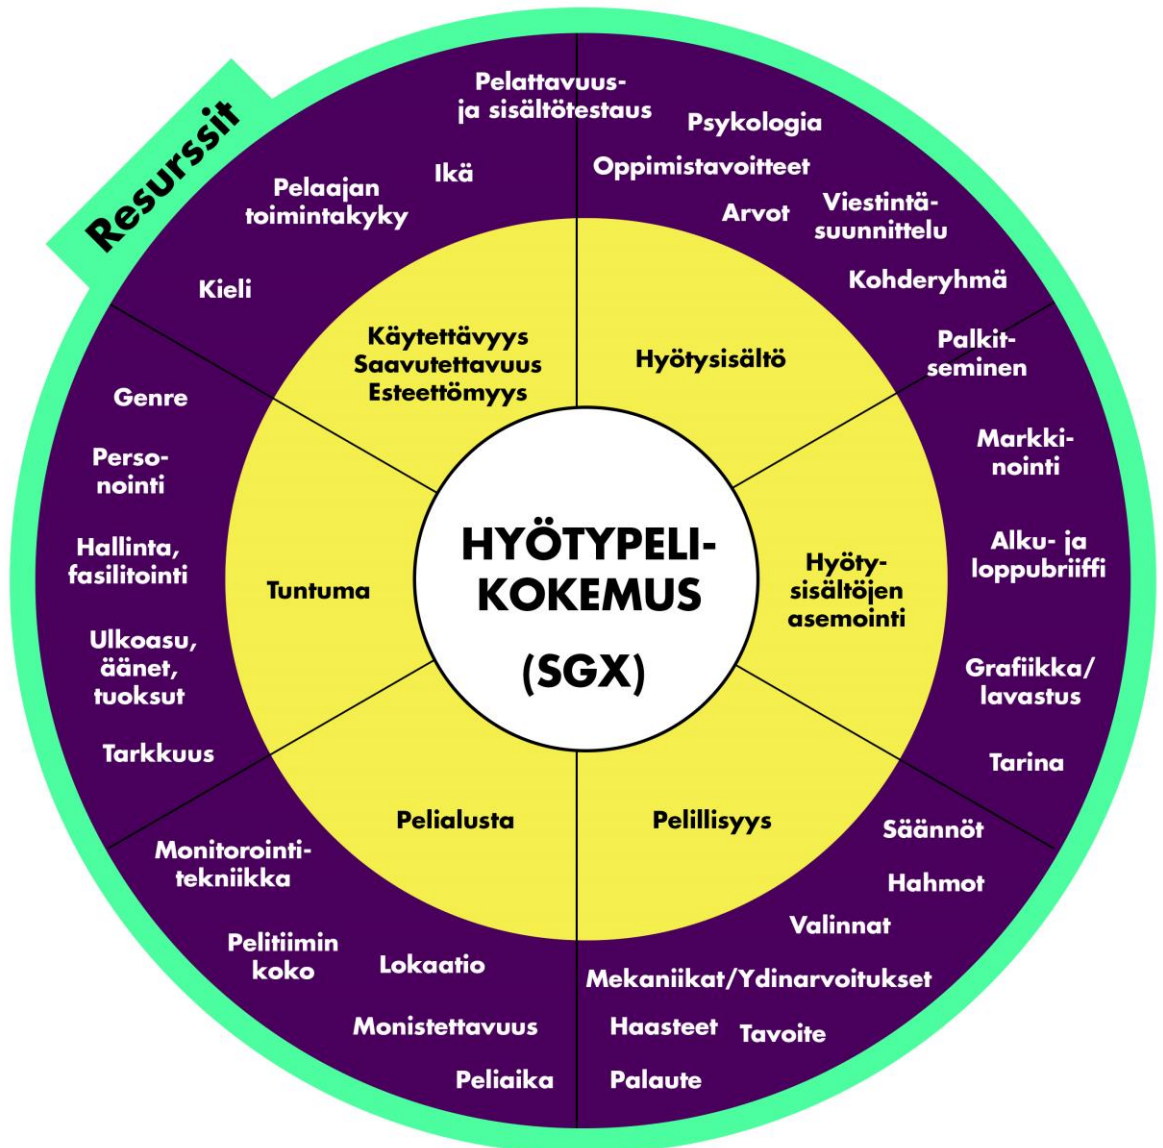 Resurssit
Pelattavuus-
ja sisältötestaus
Ikä
Pelaajan
toimintakyky
Kieli
Psykologia
Oppimistavoitteet
Arvot
Viestintä-
suunnittelu
Kohderyhmä
Palkit-
seminen
Markki-
nointi
Alku- ja
loppubriiffi
Grafiikka/
lavastus
Tarina
Säännöt
Hahmot
Valinnat
Mekaniikat/Ydinarvoitukset
Haasteet
Tavoite
Palaute
Monitorointi-
tekniikka
Pelitiimin
koko
Lokaatio
Monistettavuus
Peliaika
Genre
Perso-
nointi
Hallinta,
fasilitointi
Ulkoasu,
äänet,
tuoksut
Tarkkuus
Käytettävyys
Saavutettavuus
Esteettömyys
Hyötysisältö
Hyöty-
sisältöjen
asemointi
Pelillisyys
Pelialusta
Tuntuma
HYÖTYPELI-
KOKEMUS
(SGX)